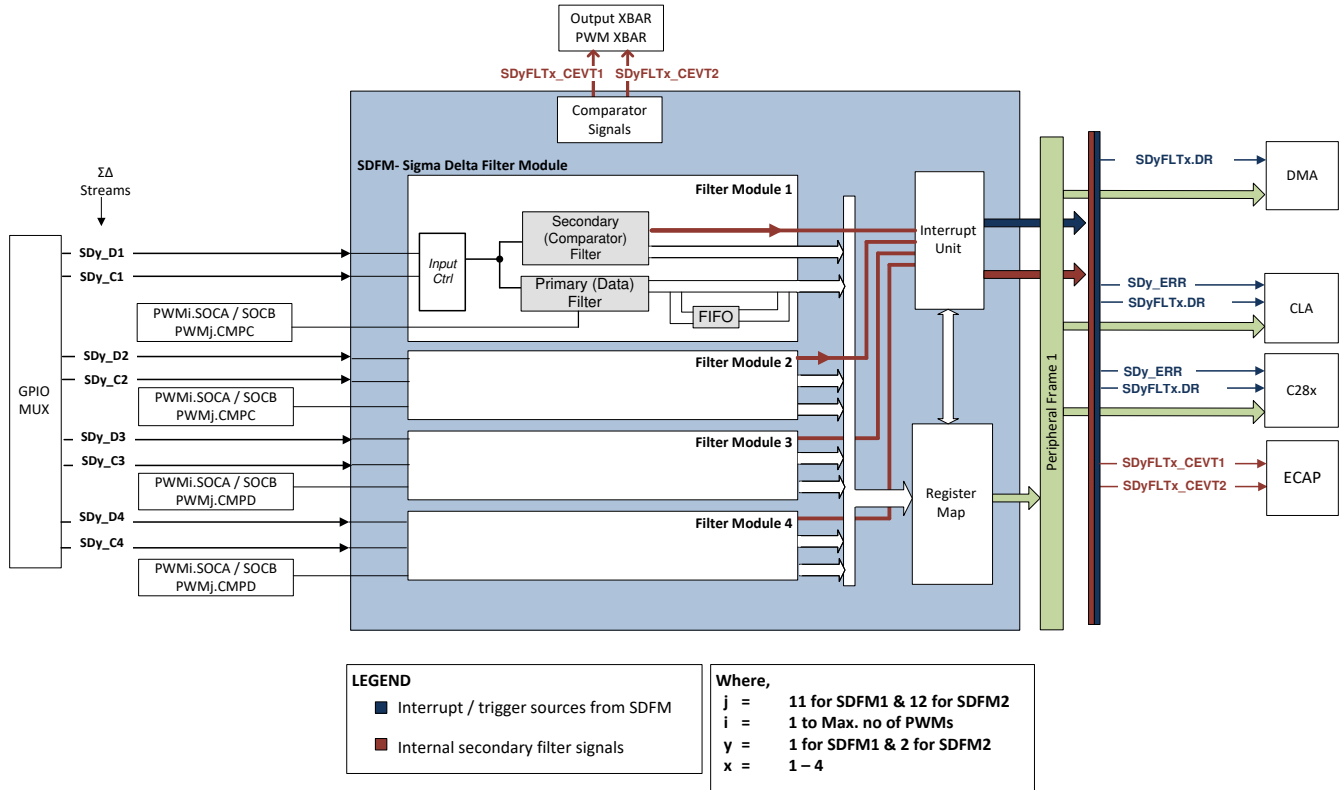 Output XBAR
PWM XBAR
SDyFLTx_CEVT1
SDyFLTx_CEVT2
Comparator
Signals
SDFM- Sigma Delta Filter Module
ΣΔ
Streams
GPIO
MUX
SDy_D1
SDy_C1
PWMi.SOCA / SOCB
PWMj.CMPC
SDy_D2
SDy_C2
PWMi.SOCA / SOCB
PWMj.CMPC
SDy_D3
SDy_C3
PWMi.SOCA / SOCB
PWMj.CMPD
SDy_D4
SDy_C4
PWMi.SOCA / SOCB
PWMj.CMPD
Filter Module 1
Input
Ctrl
Secondary
(Comparator)
Filter
Primary (Data)
Filter
FIFO
Filter Module 2
Filter Module 3
Filter Module 4
Interrupt
Unit
Register
Map
Peripheral Frame 1
SDyFLTx.DR
DMA
SDy_ERR
SDyFLTx.DR
CLA
SDy_ERR
SDyFLTx.DR
C28x
SDyFLTx_CEVT1
SDyFLTx_CEVT2
ECAP
LEGEND
Interrupt / trigger sources from SDFM
Internal secondary filter signals
Where,
j = 11 for SDFM1 & 12 for SDFM2
i = 1 to Max. no of PWMs
y = 1 for SDFM1 & 2 for SDFM2
x = 1 – 4